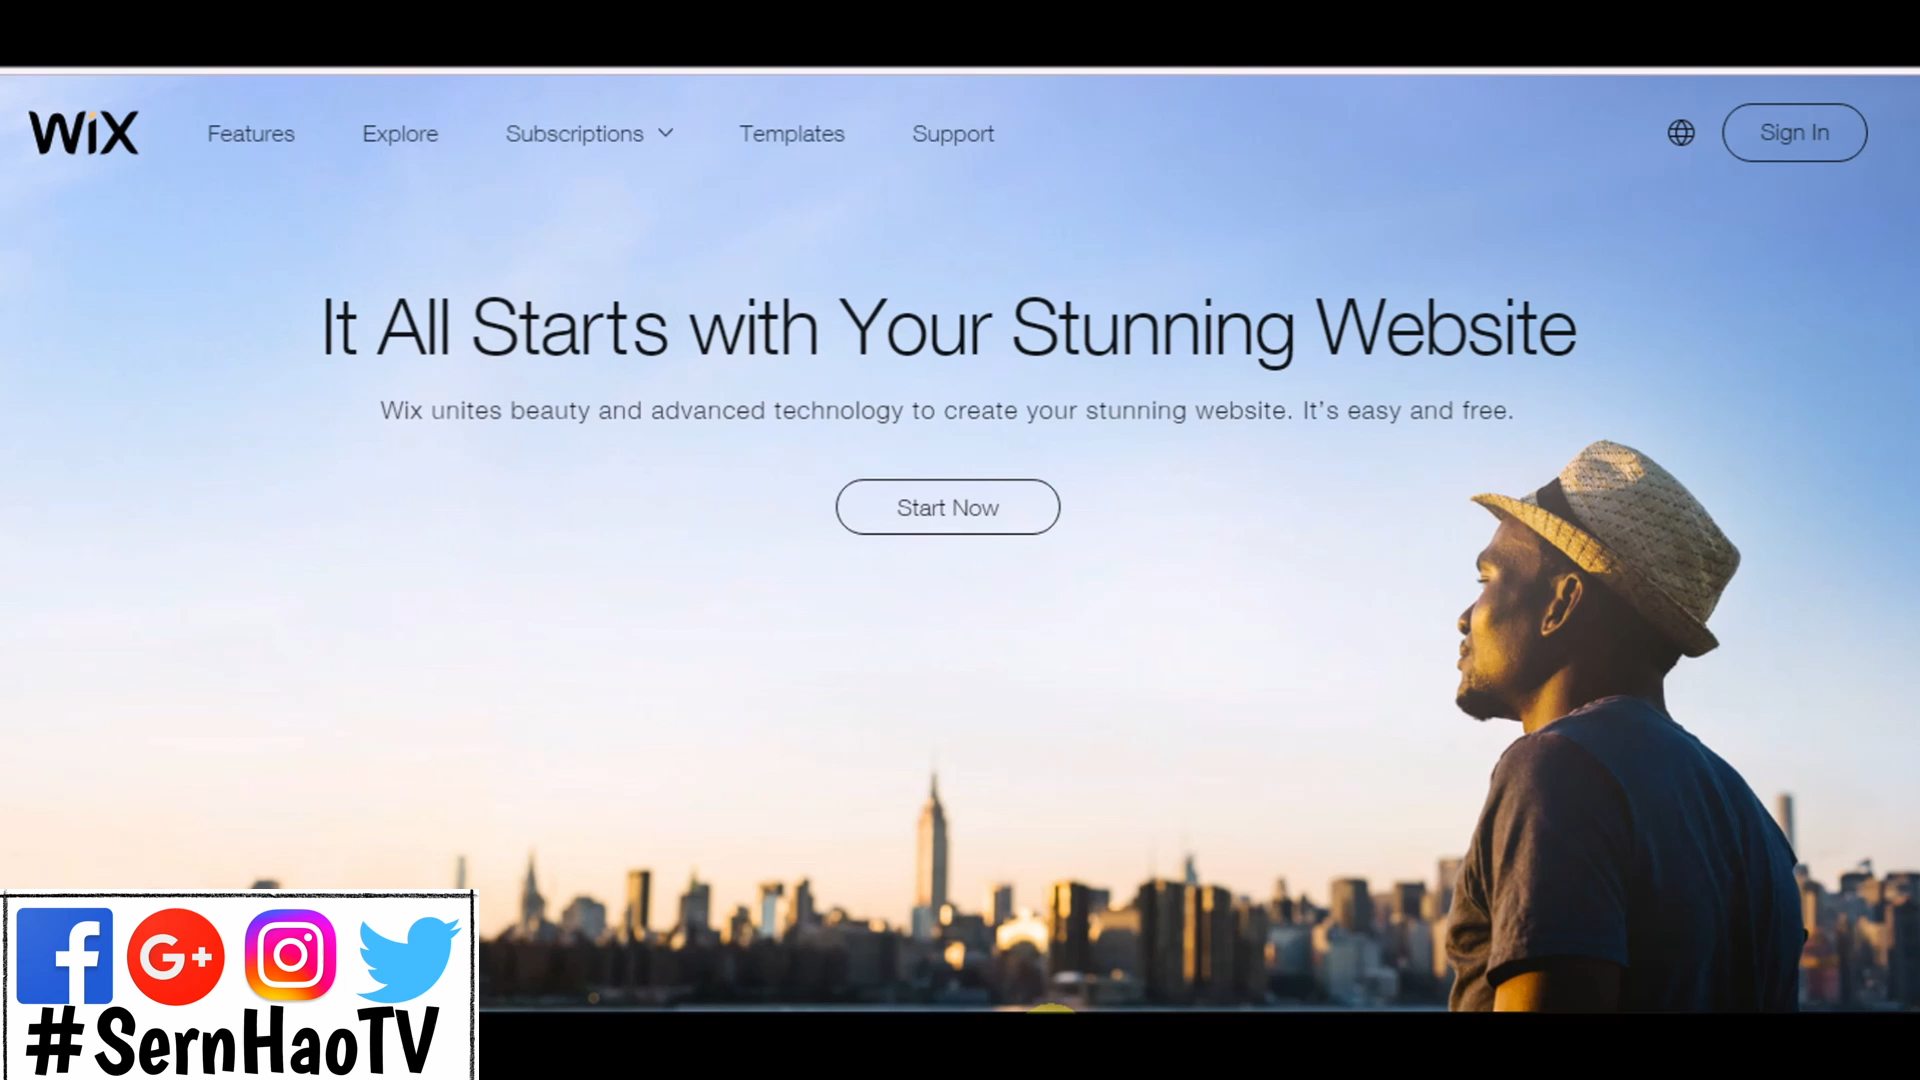 WiX Features Explore Subscriptions Templates Support Sign In
It All Starts with Your Stunning Website
Wix unites beauty and advanced technology to create your stunning website. It's easy and free.
Start Now
f G+
#SernHaoTV